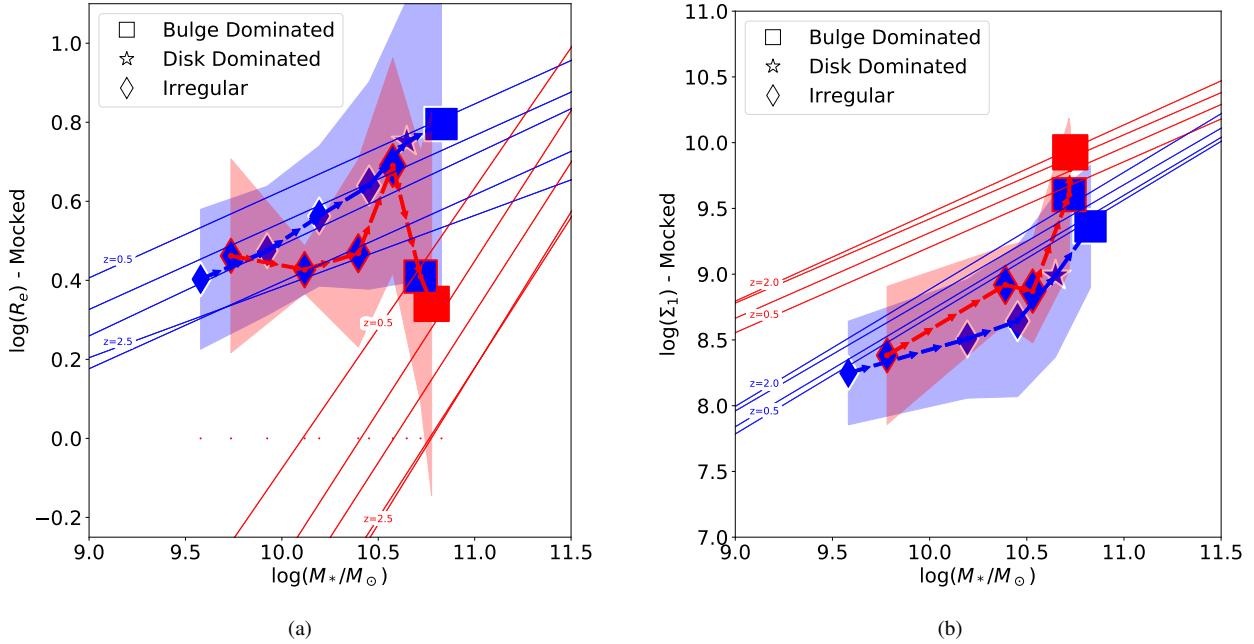 1.0
0.8
0.6
0.4
0.2
0.0
−0.2
log(R_e) - Mocked
Bulge Dominated
Disk Dominated
Irregular
z=0.5
z=2.5
z=0.5
z=2.5
9.0 9.5 10.0 10.5 11.0 11.5
log(M_*/M_⊙)
(a)
11.0
10.5
10.0
9.5
9.0
8.5
8.0
7.5
7.0
log(Σ_1) - Mocked
Bulge Dominated
Disk Dominated
Irregular
z=2.0
z=0.5
z=2.0
z=0.5
9.0 9.5 10.0 10.5 11.0 11.5
log(M_*/M_⊙)
(b)